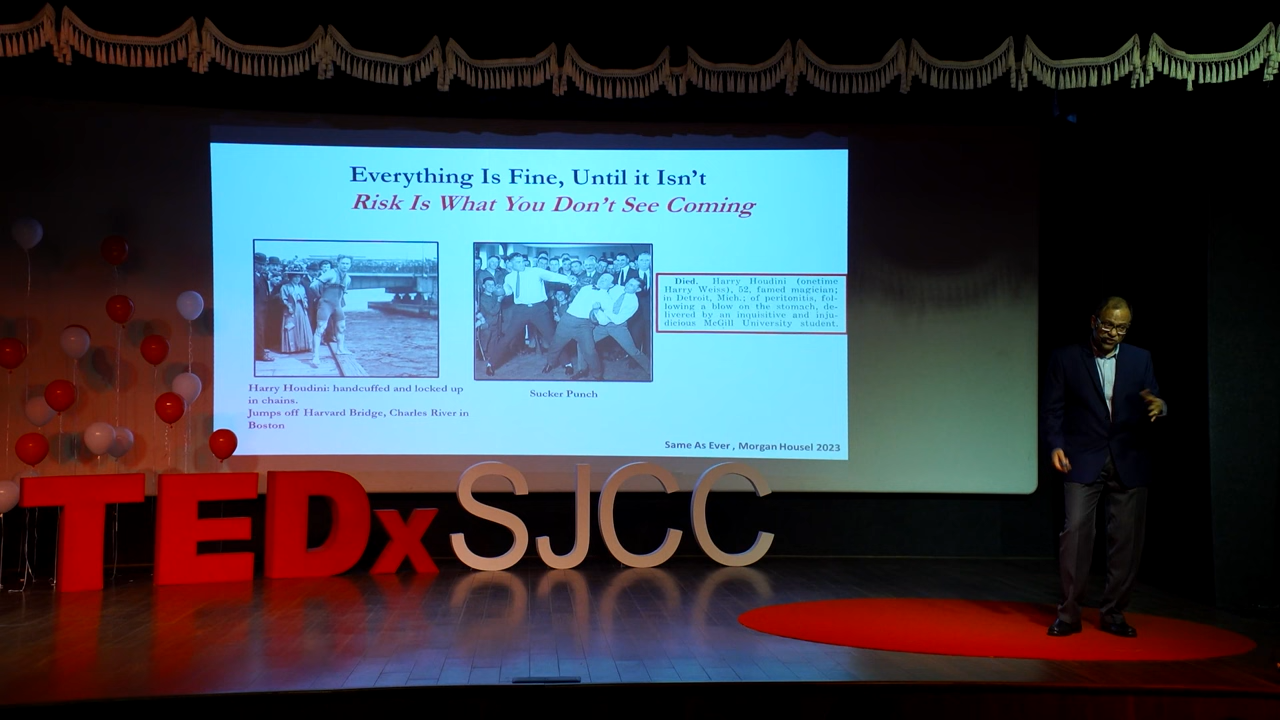 Everything Is Fine, Until it Isn't
Risk Is What You Don't See Coming
Died. Harry Houdini (onetime
Harry Weiss), 52, famed magician;
in Detroit, Mich.; of peritonitis, fol-
lowing a blow on the stomach, de-
livered by an inquisitive and inju-
dicious McGill University student.
Harry Houdini: handcuffed and locked up
in chains.
Jumps off Harvard Bridge, Charles River in
Boston
Sucker Punch
Same As Ever , Morgan Housel 2023
TEDx SJCC